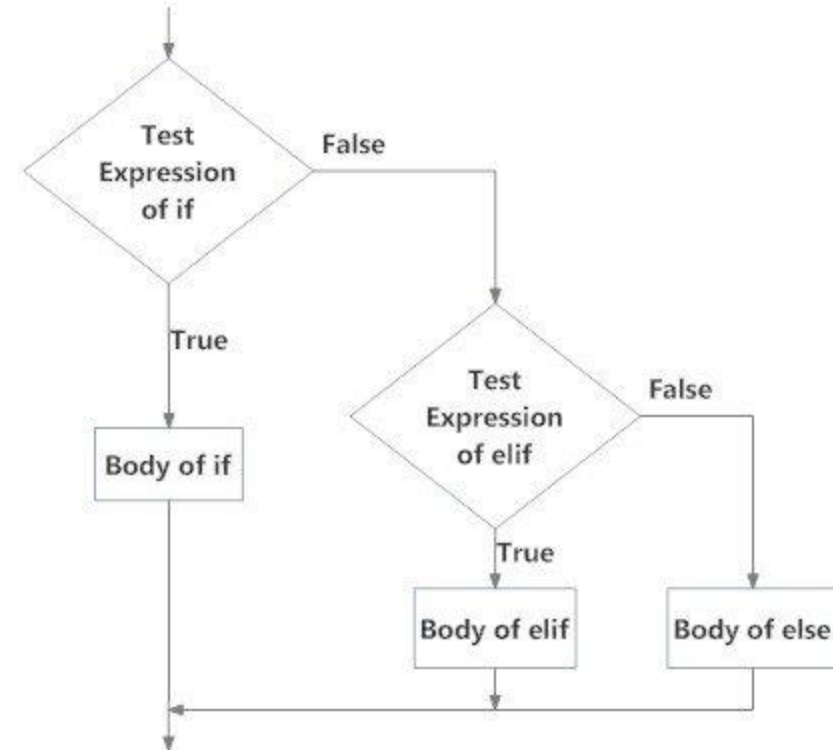 Test
Expression
of if
False
True
Body of if
Test
Expression
of elif
False
True
Body of elif
Body of else